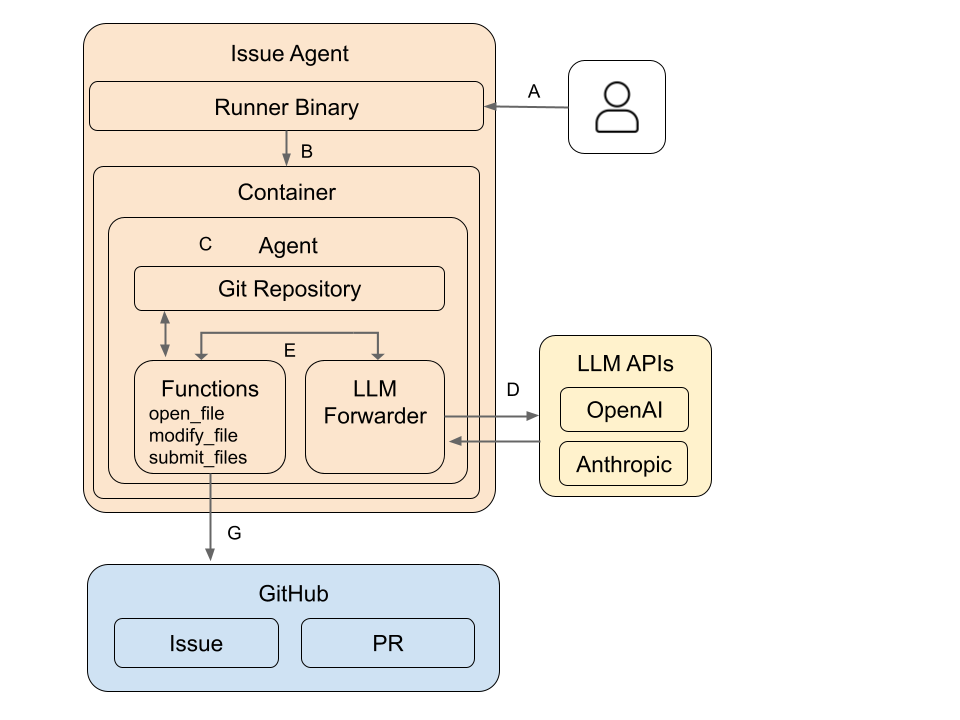 Issue Agent
Runner Binary
A
B
Container
C
Agent
Git Repository
E
Functions
open_file
modify_file
submit_files
LLM
Forwarder
D
LLM APIs
OpenAI
Anthropic
G
GitHub
Issue
PR